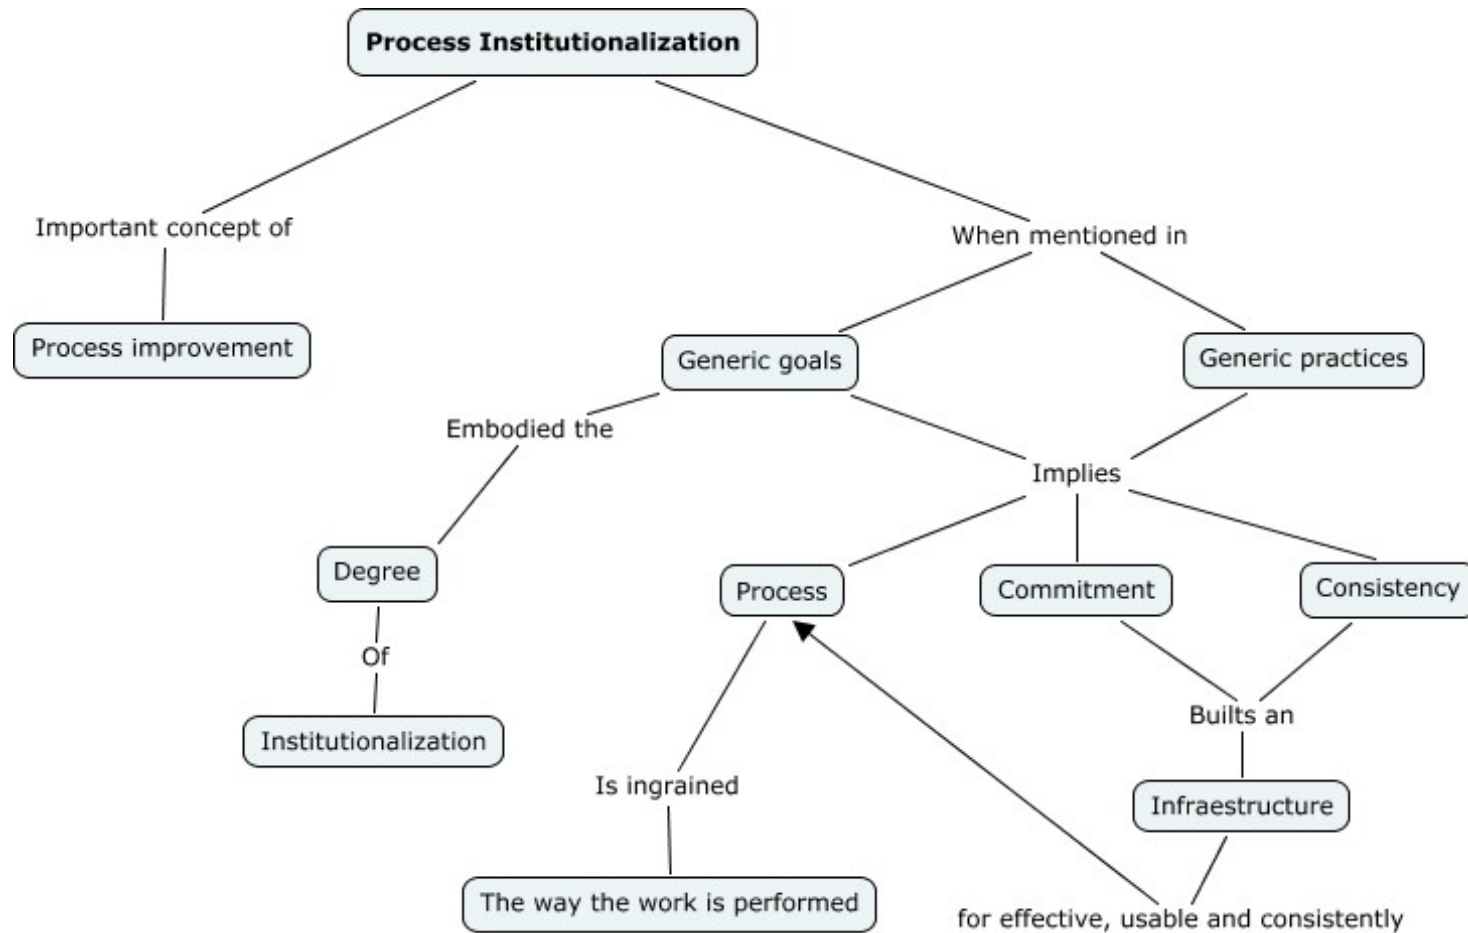 Process Institutionalization
Important concept of
When mentioned in
Process improvement
Generic goals
Generic practices
Embodied the
Implies
Degree
Process
Commitment
Consistency
Of
Institutionalization
Builts an
Is ingrained
Infraestructure
The way the work is performed
for effective, usable and consistently